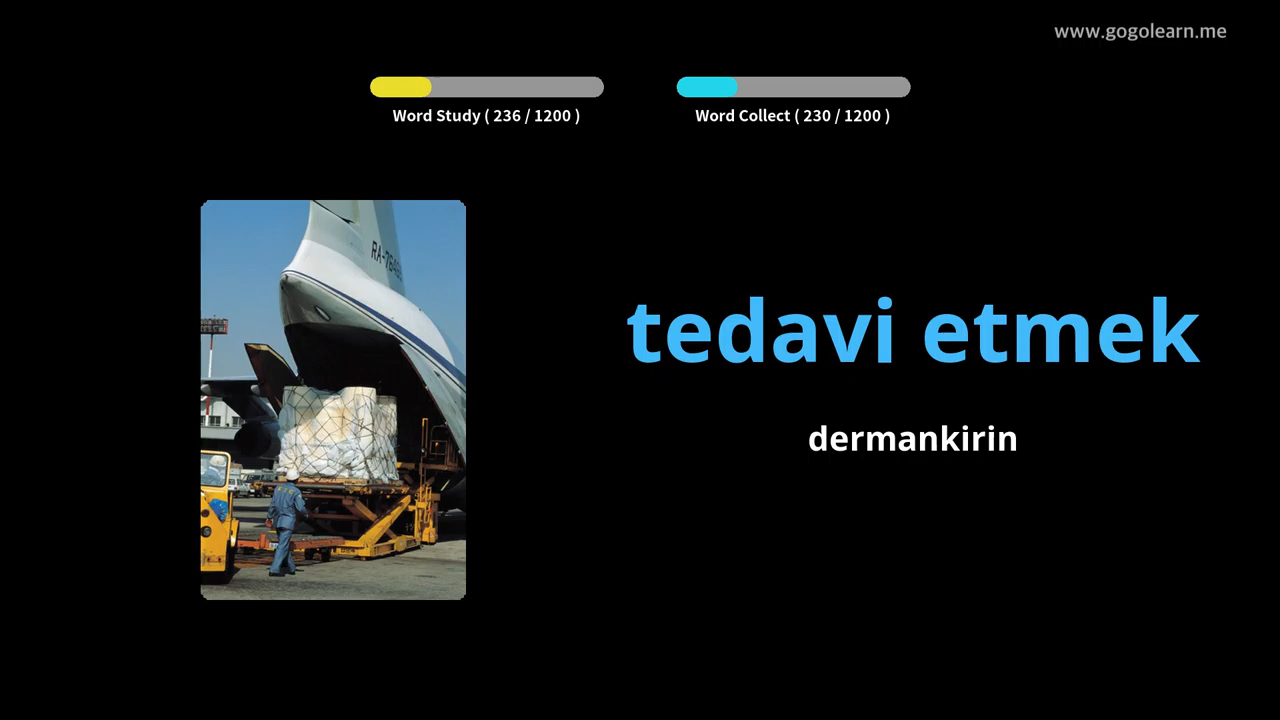 www.gogolearn.me
Word Study ( 236 / 1200 )
Word Collect ( 230 / 1200 )
tedavi etmek
dermankirin